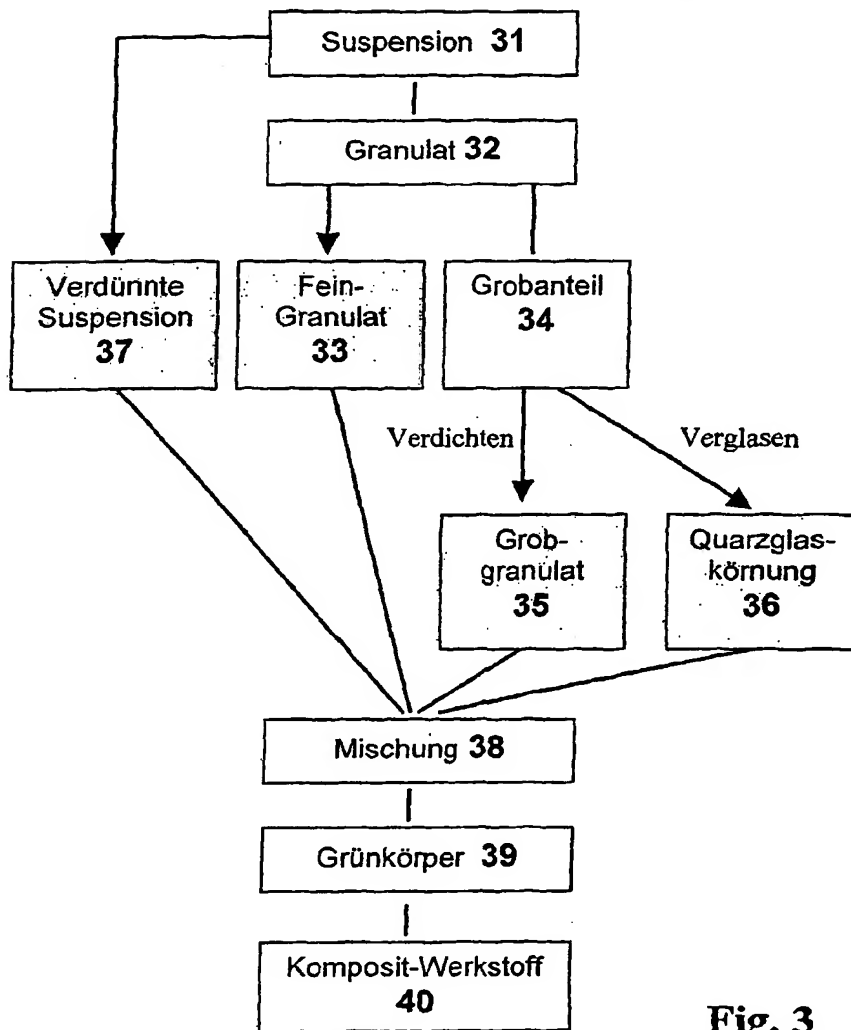 Suspension 31
Granulat 32
Verdünnte
Suspension
37
Fein-
Granulat
33
Grobanteil
34
Verdichten
Verglasen
Grob-
granulat
35
Quarzglas-
körnung
36
Mischung 38
Grünkörper 39
Komposit-Werkstoff
40
Fig. 3